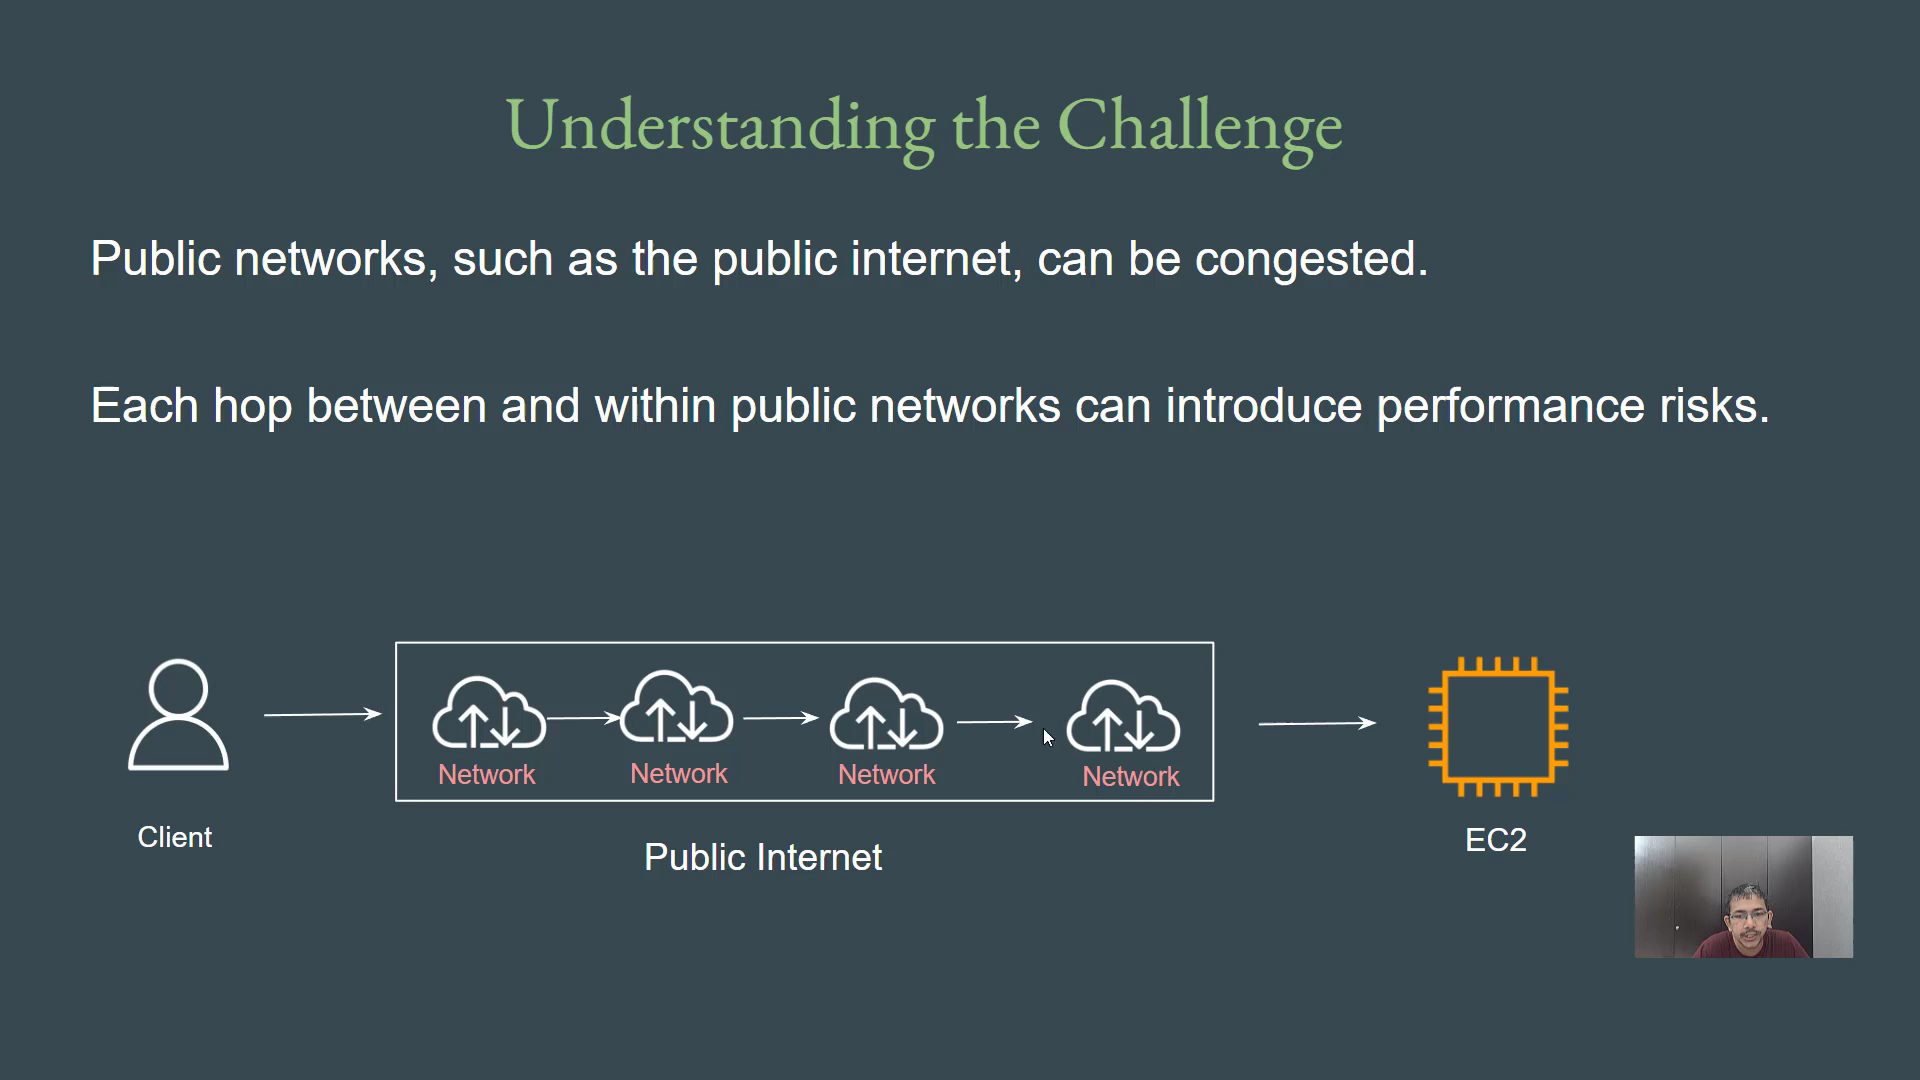 Understanding the Challenge
Public networks, such as the public internet, can be congested.
Each hop between and within public networks can introduce performance risks.
Network
Network
Network
Network
Client
Public Internet
EC2